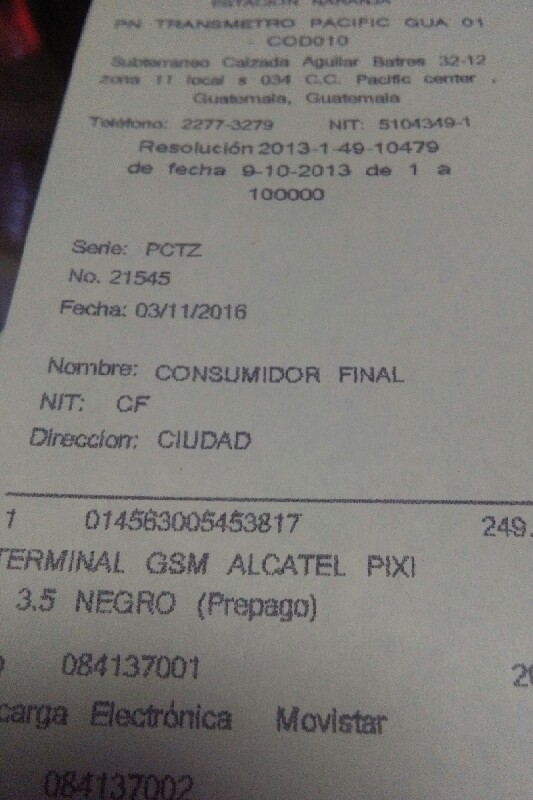 ESTACION NARANJA
PN TRANSMETRO PACIFIC GUA 01
- COD010
Subterraneo Calzada Aguilar Batres 32-12
zona 11 local s 034 C.C. Pacific center ,
Guatemala, Guatemala
Teléfono: 2277-3279 NIT: 5104349-1
Resolución 2013-1-49-10479
de fecha 9-10-2013 de 1 a
100000
Serie: PCTZ
No. 21545
Fecha: 03/11/2016
Nombre: CONSUMIDOR FINAL
NIT: CF
Direccion: CIUDAD
1 014563005453817 249.
TERMINAL GSM ALCATEL PIXI
3.5 NEGRO (Prepago)
084137001 20
carga Electrónica Movistar
084137002